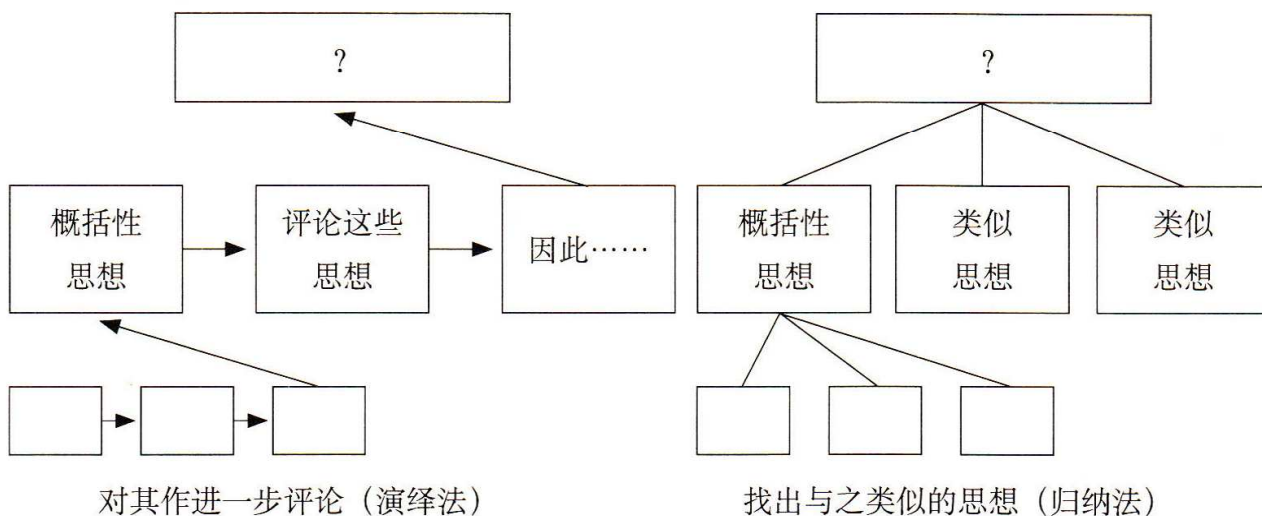 ?
概括性
思想
评论这些
思想
因此……
对其作进一步评论（演绎法）
?
概括性
思想
类似
思想
类似
思想
找出与之类似的思想（归纳法）